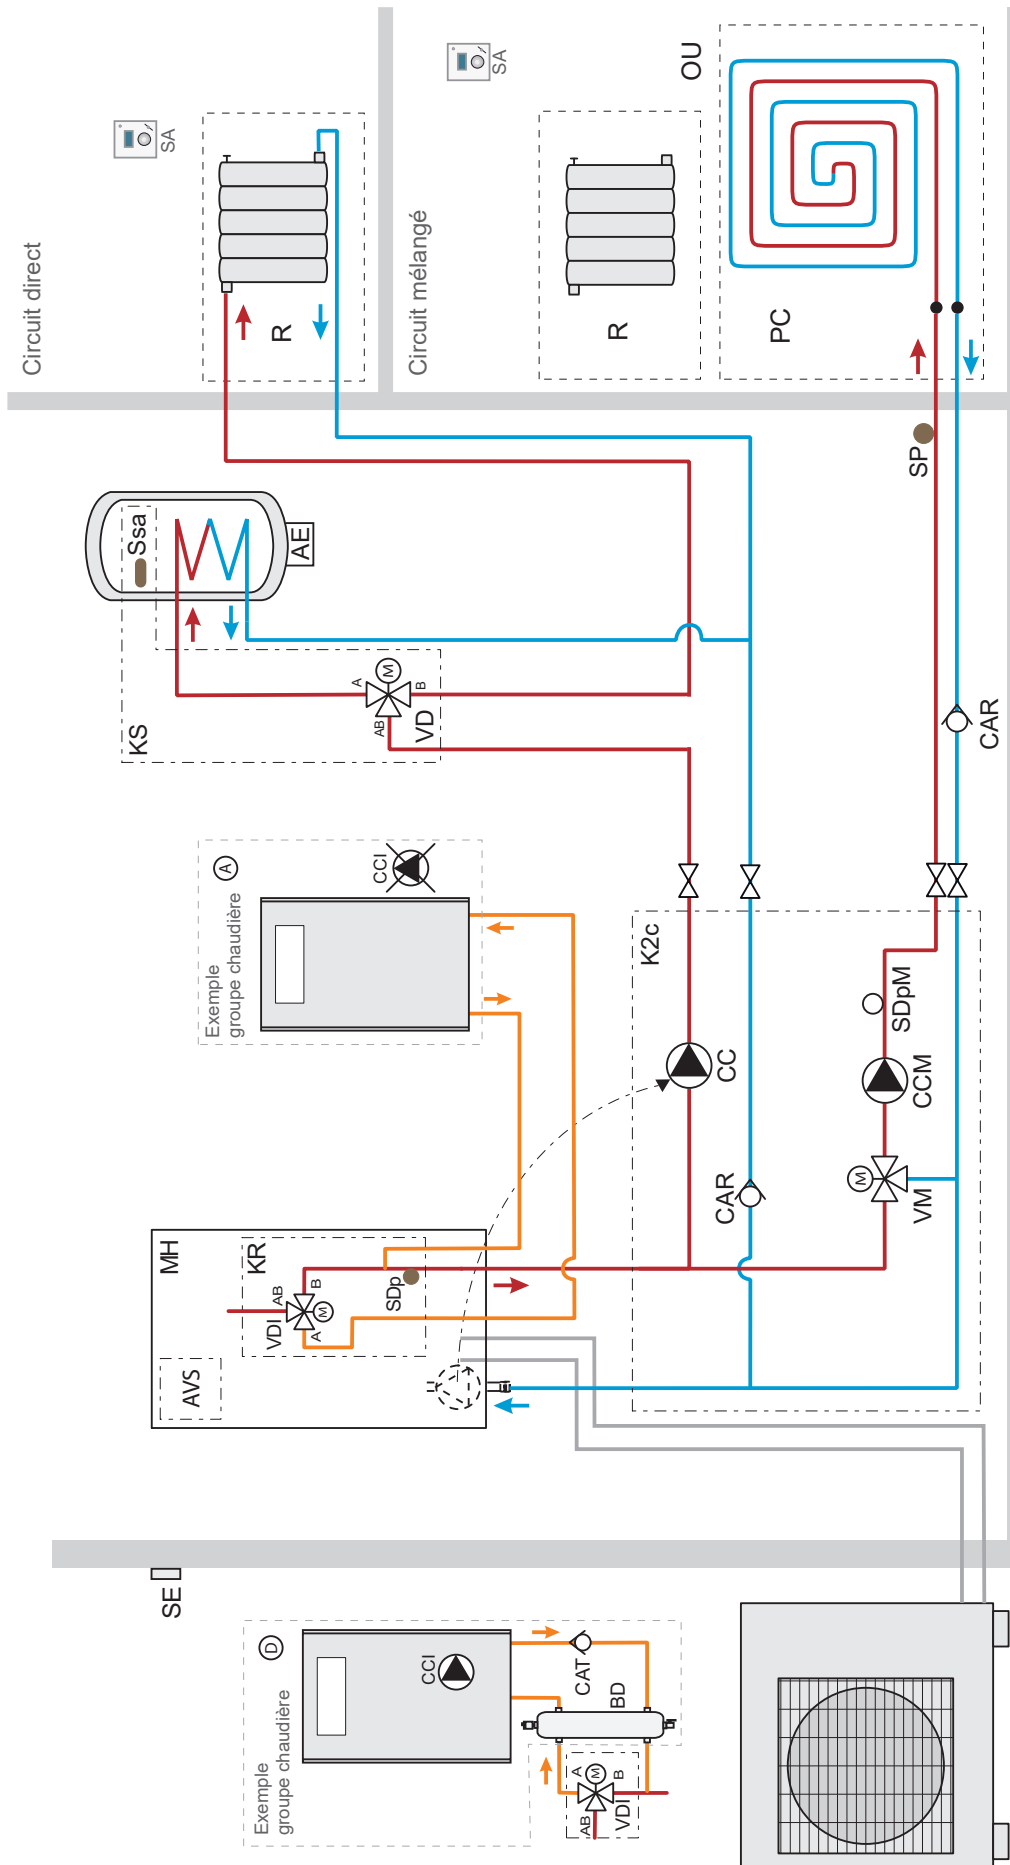 Circuit direct
SA
R
Circuit mélangé
SA
R
OU
PC
SP
Ssa
AE
KS
A
M
B
AB
VD
CAR
Exemple
groupe chaudière
A
CCI
K2c
CC
SDpM
CCM
CAR
M
VM
MH
KR
AB
B
VDI
M
A
SDp
AVS
SE
Exemple
groupe chaudière
D
CCI
CAT
BD
A
M
B
AB
VDI